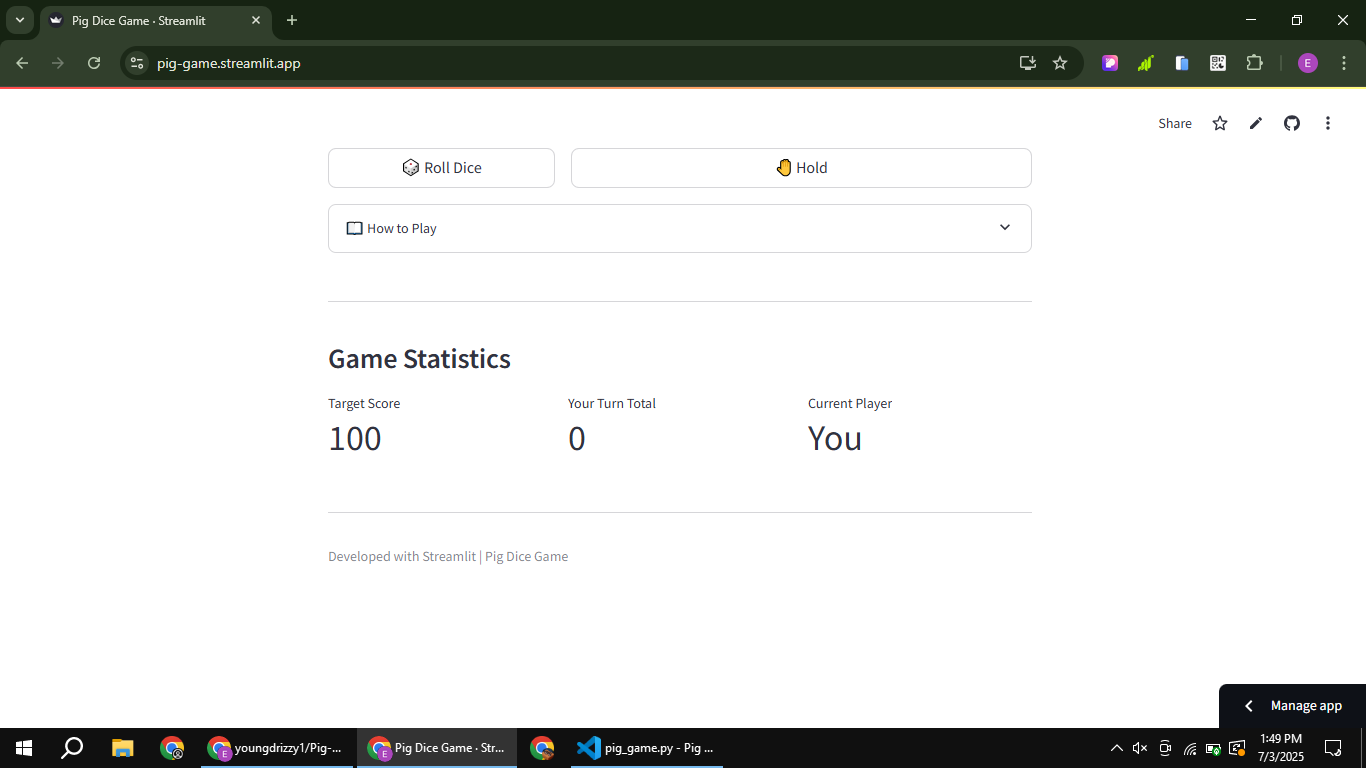 Pig Dice Game · Streamlit
pig-game.streamlit.app
E
Share
Roll Dice
Hold
How to Play
Game Statistics
Target Score
Your Turn Total
Current Player
100
0
You
Developed with Streamlit | Pig Dice Game
Manage app
E
youngdrizzy1/Pig-...
E
Pig Dice Game · Str...
pig_game.py - Pig ...
1:49 PM
7/3/2025